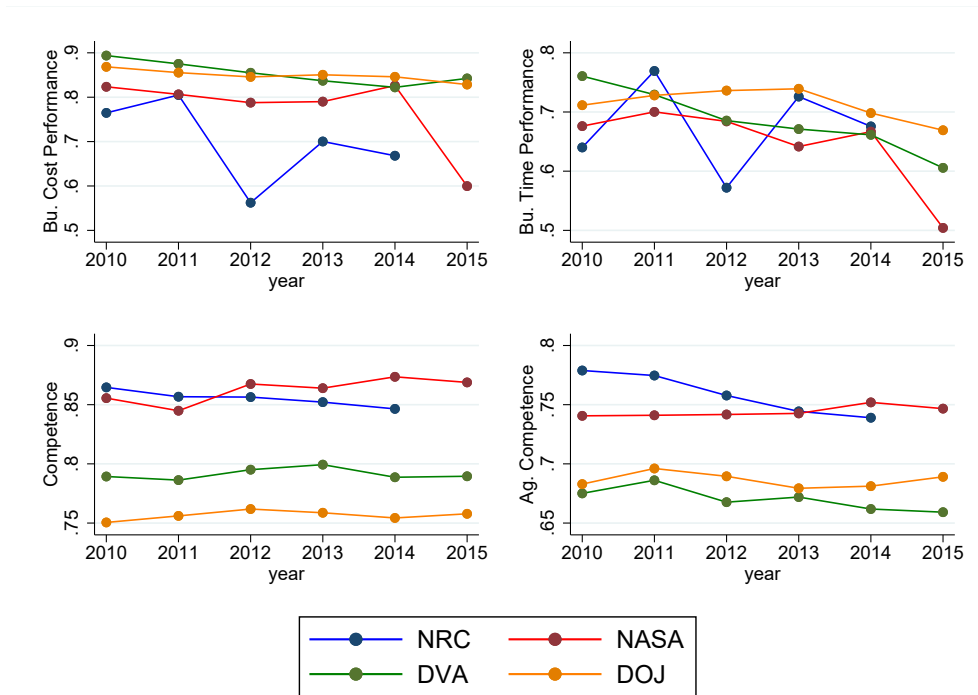 Bu. Cost Performance
.9
.8
.7
.6
.5
2010 2011 2012 2013 2014 2015
year
Bu. Time Performance
.8
.7
.6
.5
2010 2011 2012 2013 2014 2015
year
Competence
.9
.85
.8
.75
2010 2011 2012 2013 2014 2015
year
Ag. Competence
.8
.75
.7
.65
2010 2011 2012 2013 2014 2015
year
NRC NASA
DVA DOJ